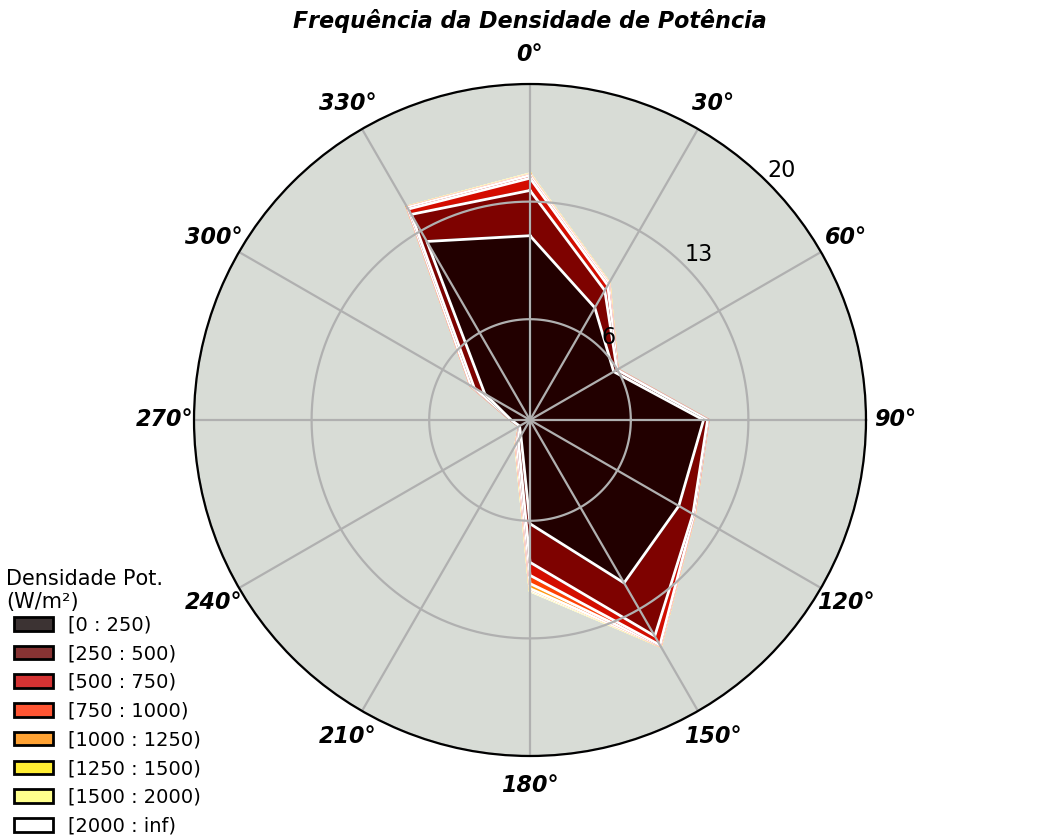 Frequência da Densidade de Potência
0°
330°
30°
20
300°
60°
13
6
270°
90°
240°
120°
210°
150°
180°
Densidade Pot.
(W/m²)
[0 : 250)
[250 : 500)
[500 : 750)
[750 : 1000)
[1000 : 1250)
[1250 : 1500)
[1500 : 2000)
[2000 : inf)